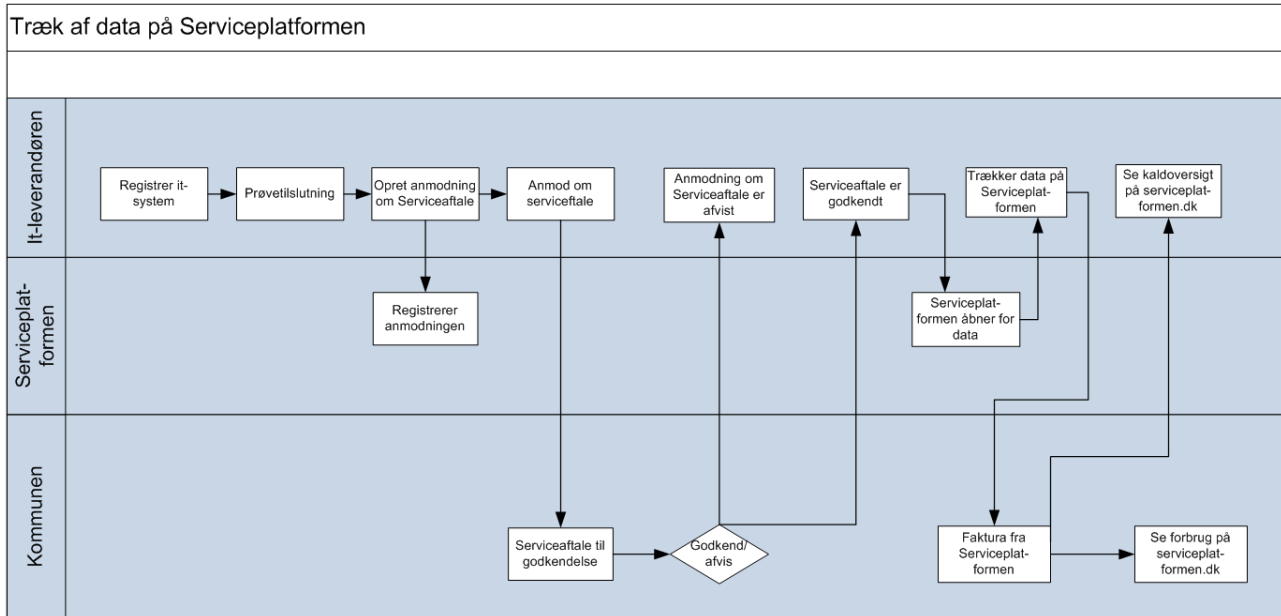 Træk af data på Serviceplatformen
It-leverandøren
Registrer it-
system
Prøvetilslutning
Opret anmodning
om Serviceaftale
Anmod om
serviceftale
Anmodning om
Serviceaftale er
afvist
Serviceaftale er
godkendt
Trækker data på
Serviceplat-
formen
Se kaldoversigt
på serviceplat-
formen.dk
Serviceplat-
formen
Registrerer
anmodningen
Serviceplat-
formen åbner for
data
Kommunen
Serviceaftale til
godkendelse
Godkend/
afvis
Faktura fra
Serviceplat-
formen
Se forbrug på
serviceplat-
formen.dk